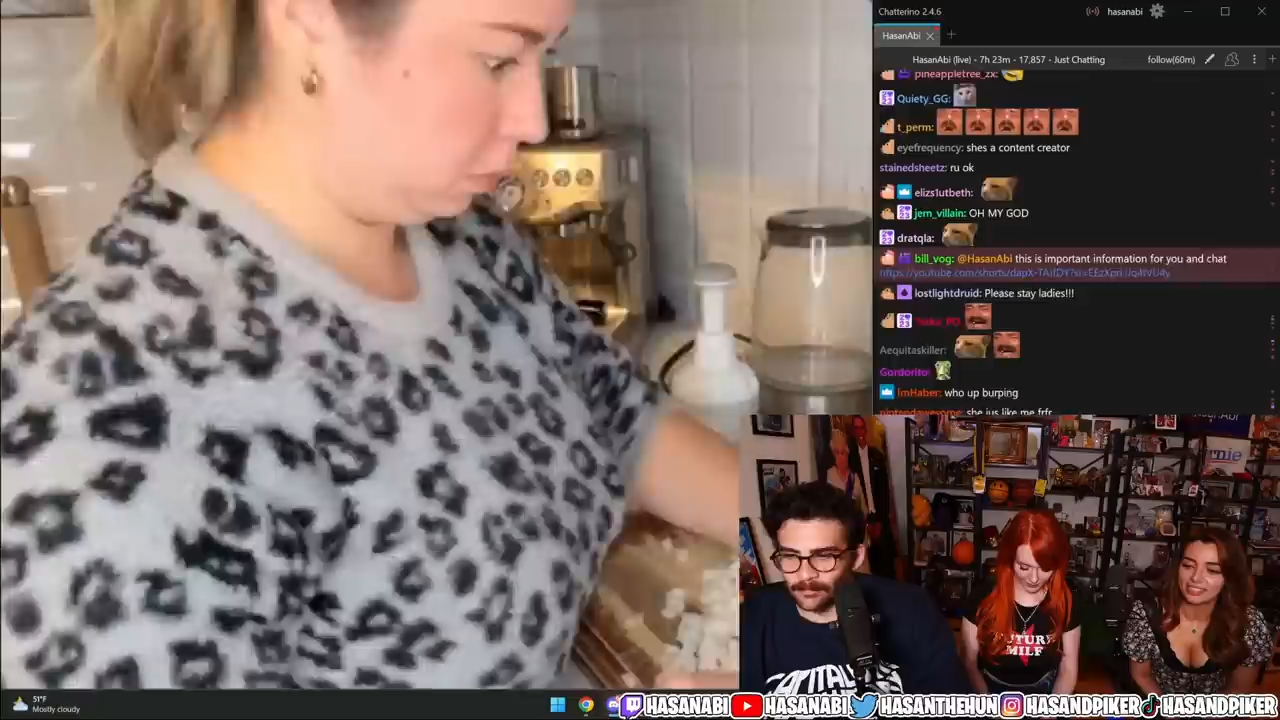 Chatterino 2.4.6
hasanabi
HasanAbi
HasanAbi (live) - 7h 23m - 17,857 - Just Chatting
follow(60m)
pineappletree_zx:
Quiety_GG:
t_perm:
eyefrequency: shes a content creator
stainedsheetz: ru ok
elizs1utbeth:
jem_villain: OH MY GOD
dratqla:
bill_vog: @HasanAbi this is important information for you and chat
lostlightdruid: Please stay ladies!!!
Aequitaskiller:
Gordorito:
ImHaber: who up burping
she jus like me frfr
FUTURE
MILF
51°F
Mostly cloudy
HASANABI HASANABI HASANTHEHUN HASANDPIKER HASANDPIKER